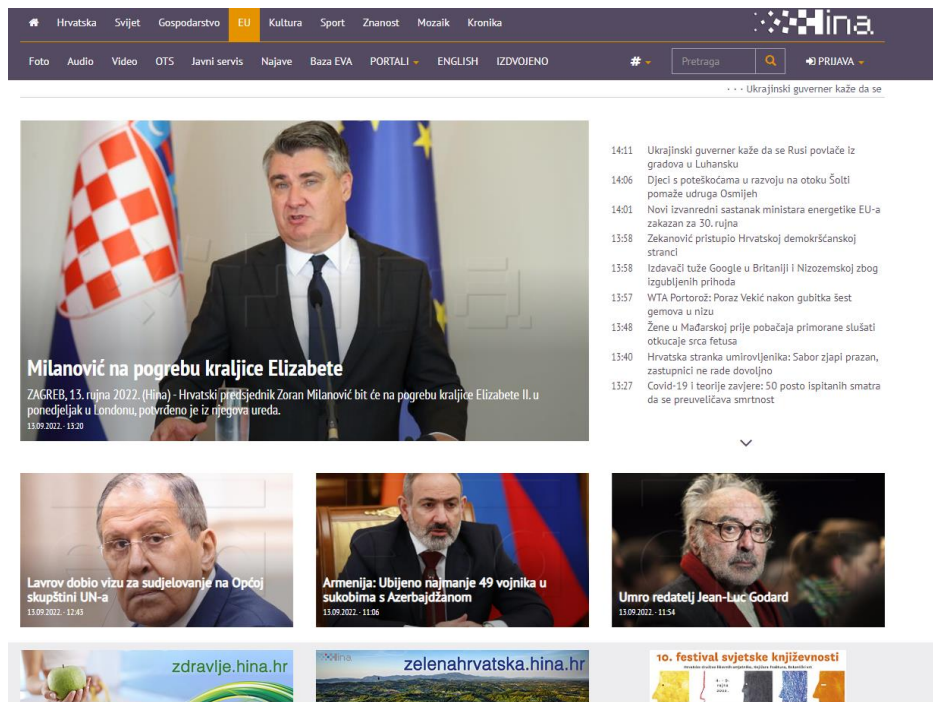 Hrvatska Svijet Gospodarstvo EU Kultura Sport Znanost Mozaik Kronika
Hina
Foto Audio Video OTS Javni servis Najave Baza EVA PORTALI ENGLISH IZDVOJENO # Pretraga PRIJAVA
· · · Ukrajinski guverner kaže da se
Milanović na pogrebu kraljice Elizabete
ZAGREB, 13. rujna 2022. (Hina) - Hrvatski predsjednik Zoran Milanović bit će na pogrebu kraljice Elizabete II. u
ponedjeljak u Londonu, potvrđeno je iz njegova ureda.
13.09.2022. - 13:20
14:11 Ukrajinski guverner kaže da se Rusi povlače iz
gradova u Luhansku
14:06 Djeci s poteškoćama u razvoju na otoku Šolti
pomaže udruga Osmijeh
14:01 Novi izvanredni sastanak ministara energetike EU-a
zakazan za 30. rujna
13:58 Zekanović pristupio Hrvatskoj demokršćanskoj
stranci
13:58 Izdavači tuže Google u Britaniji i Nizozemskoj zbog
izgubljenih prihoda
13:57 WTA Portorož: Poraz Vekić nakon gubitka šest
gemova u nizu
13:48 Žene u Mađarskoj prije pobačaja primorane slušati
otkucaje srca fetusa
13:40 Hrvatska stranka umirovljenika: Sabor zjapi prazan,
zastupnici ne rade dovoljno
13:27 Covid-19 i teorije zavjere: 50 posto ispitanih smatra
da se preuveličava smrtnost
Lavrov dobio vizu za sudjelovanje na Općoj
skupštini UN-a
13.09.2022. - 12:43
Armenija: Ubijeno najmanje 49 vojnika u
sukobima s Azerbajdžanom
13.09.2022. - 11:06
Umro redatelj Jean-Luc Godard
13.09.2022. - 11:54
zdravlje.hina.hr
Hina
zelenahrvatska.hina.hr
10. festival svjetske književnosti